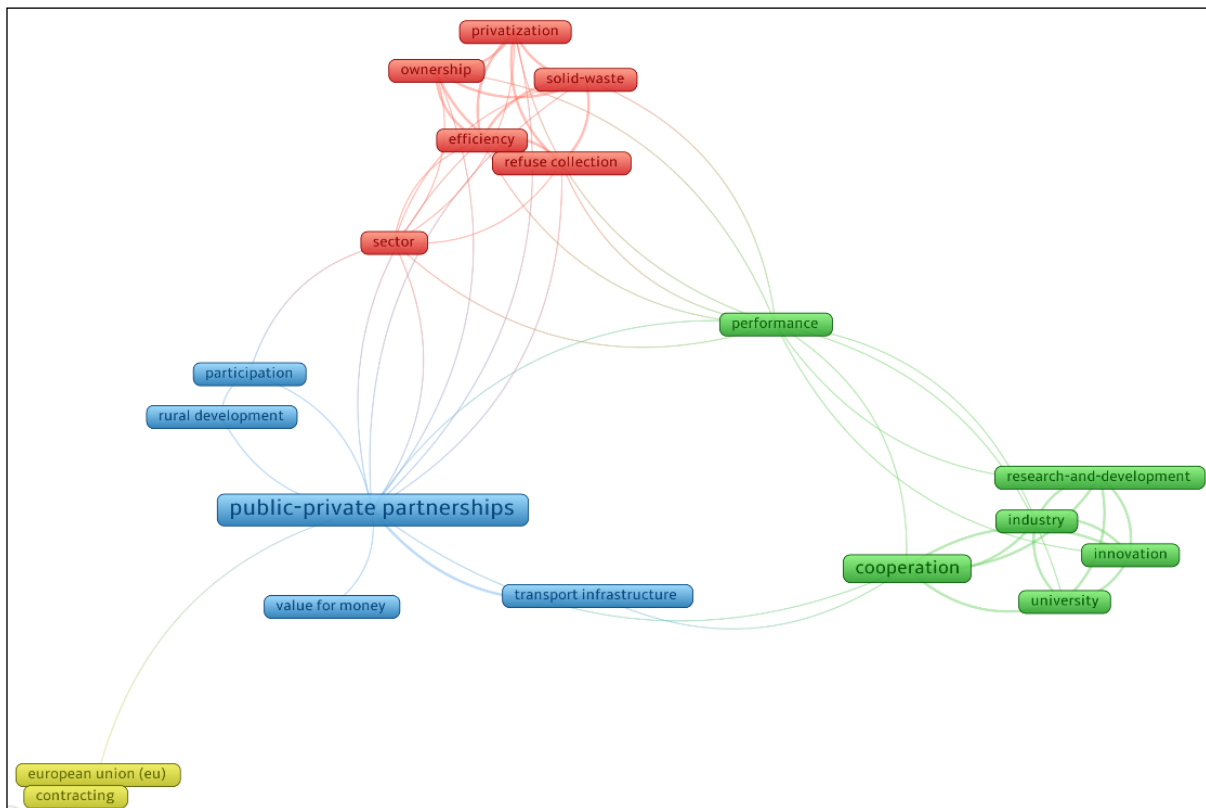 privatization
ownership
solid-waste
efficiency
refuse collection
sector
performance
participation
rural development
research-and-development
public-private partnerships
industry
innovation
cooperation
transport infrastructure
value for money
university
european union (eu)
contracting